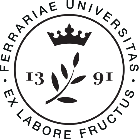 FERRARIAE UNIVERSITAS
13 91
EX LABORE FRUCTUS